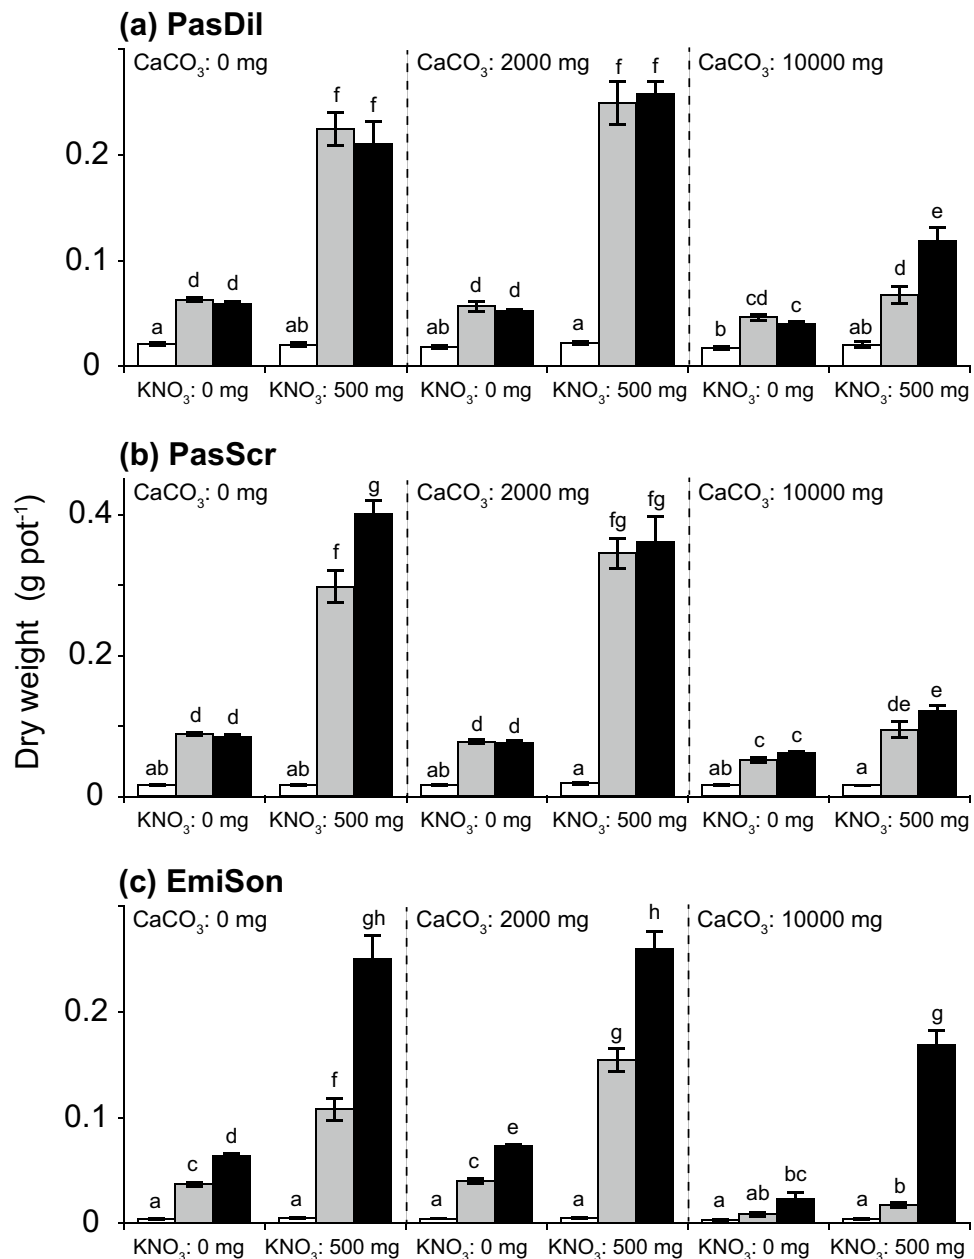 (a) PasDil
CaCO₃: 0 mg CaCO₃: 2000 mg CaCO₃: 10000 mg
f f f f
0.2
e
0.1
d d d d cd c d
a ab ab a b ab
0
KNO₃: 0 mg KNO₃: 500 mg KNO₃: 0 mg KNO₃: 500 mg KNO₃: 0 mg KNO₃: 500 mg
(b) PasScr
CaCO₃: 0 mg CaCO₃: 2000 mg CaCO₃: 10000 mg
0.4
f g fg fg
0.2
d d d d c c de e
ab ab ab a ab a
0
KNO₃: 0 mg KNO₃: 500 mg KNO₃: 0 mg KNO₃: 500 mg KNO₃: 0 mg KNO₃: 500 mg
Dry weight (g pot⁻¹)
(c) EmiSon
CaCO₃: 0 mg CaCO₃: 2000 mg CaCO₃: 10000 mg
gh h
0.2
f g g
0.1
c d c e ab bc b
a a a a a a
0
KNO₃: 0 mg KNO₃: 500 mg KNO₃: 0 mg KNO₃: 500 mg KNO₃: 0 mg KNO₃: 500 mg